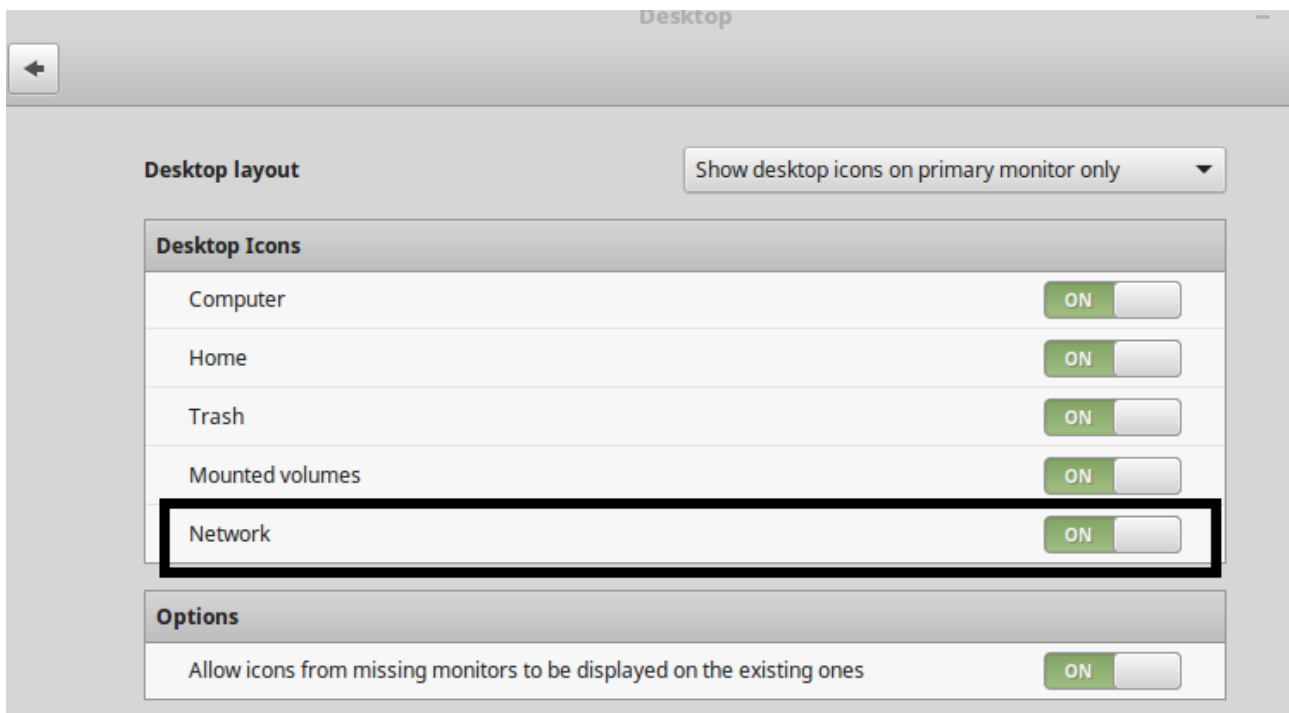 Desktop
Desktop layout Show desktop icons on primary monitor only
Desktop Icons
Computer ON
Home ON
Trash ON
Mounted volumes ON
Network ON
Options
Allow icons from missing monitors to be displayed on the existing ones ON